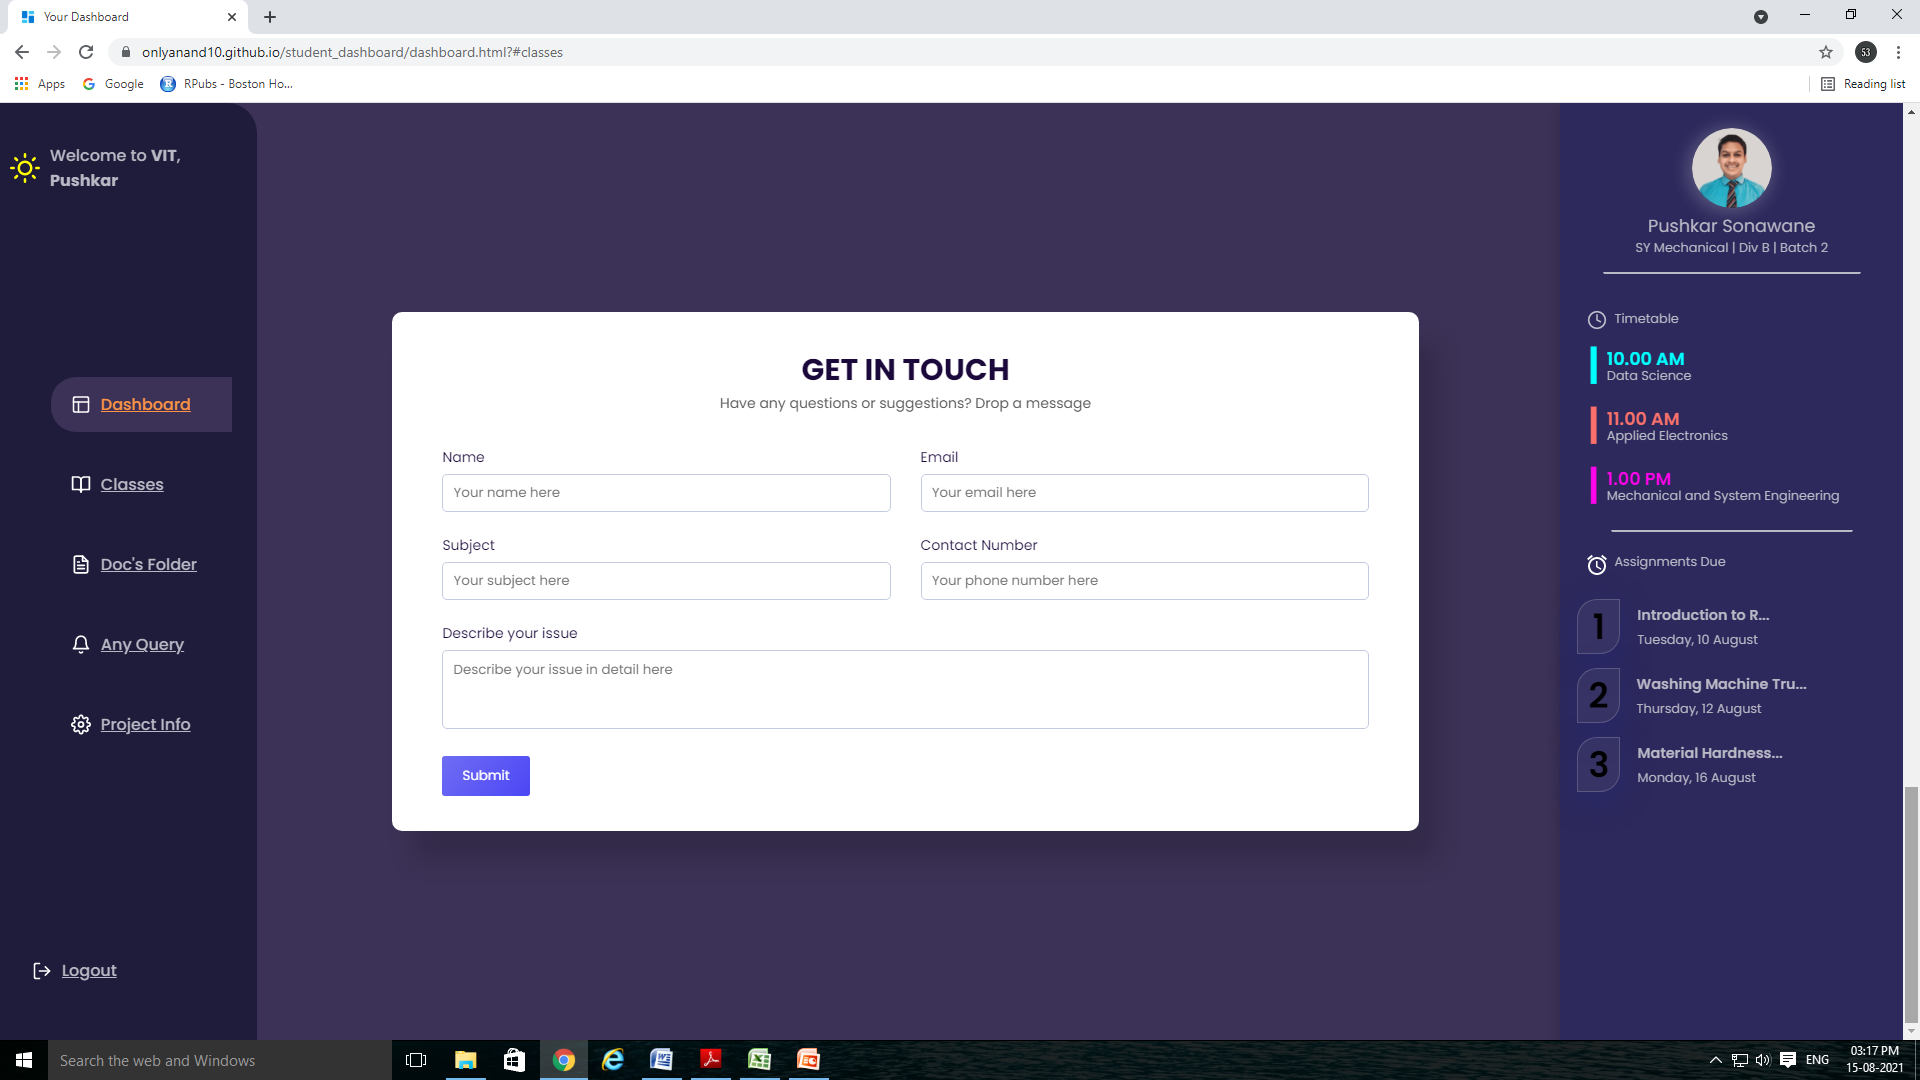 Your Dashboard
onlyanand10.github.io/student_dashboard/dashboard.html?#classes
53
Apps
Google
RPubs - Boston Ho...
Reading list
Welcome to VIT,
Pushkar
Dashboard
Classes
Doc's Folder
Any Query
Project Info
Logout
GET IN TOUCH
Have any questions or suggestions? Drop a message
Name
Email
Your name here
Your email here
Subject
Contact Number
Your subject here
Your phone number here
Describe your issue
Describe your issue in detail here
Submit
Pushkar Sonawane
SY Mechanical | Div B | Batch 2
Timetable
10.00 AM
Data Science
11.00 AM
Applied Electronics
1.00 PM
Mechanical and System Engineering
Assignments Due
1
Introduction to R...
Tuesday, 10 August
2
Washing Machine Tru...
Thursday, 12 August
3
Material Hardness...
Monday, 16 August
Search the web and Windows
ENG
03:17 PM
15-08-2021